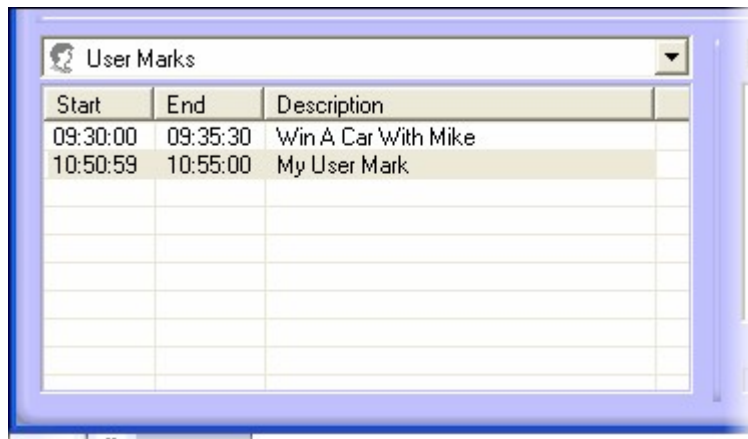 User Marks
Start End Description
09:30:00 09:35:30 Win A Car With Mike
10:50:59 10:55:00 My User Mark